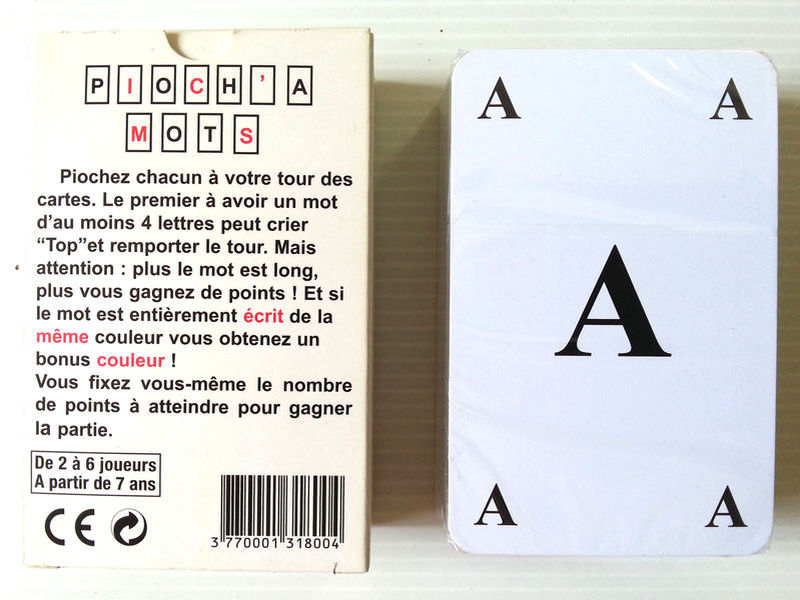 PIOCH'A
MOTS
Piochez chacun à votre tour des
cartes. Le premier à avoir un mot
d'au moins 4 lettres peut crier
“Top”et remporter le tour. Mais
attention : plus le mot est long,
plus vous gagnez de points ! Et si
le mot est entièrement écrit de la
même couleur vous obtenez un
bonus couleur !
Vous fixez vous-même le nombre
de points à atteindre pour gagner
la partie.
De 2 à 6 joueurs
A partir de 7 ans
CE
3 770001 318004
A A
A
A A